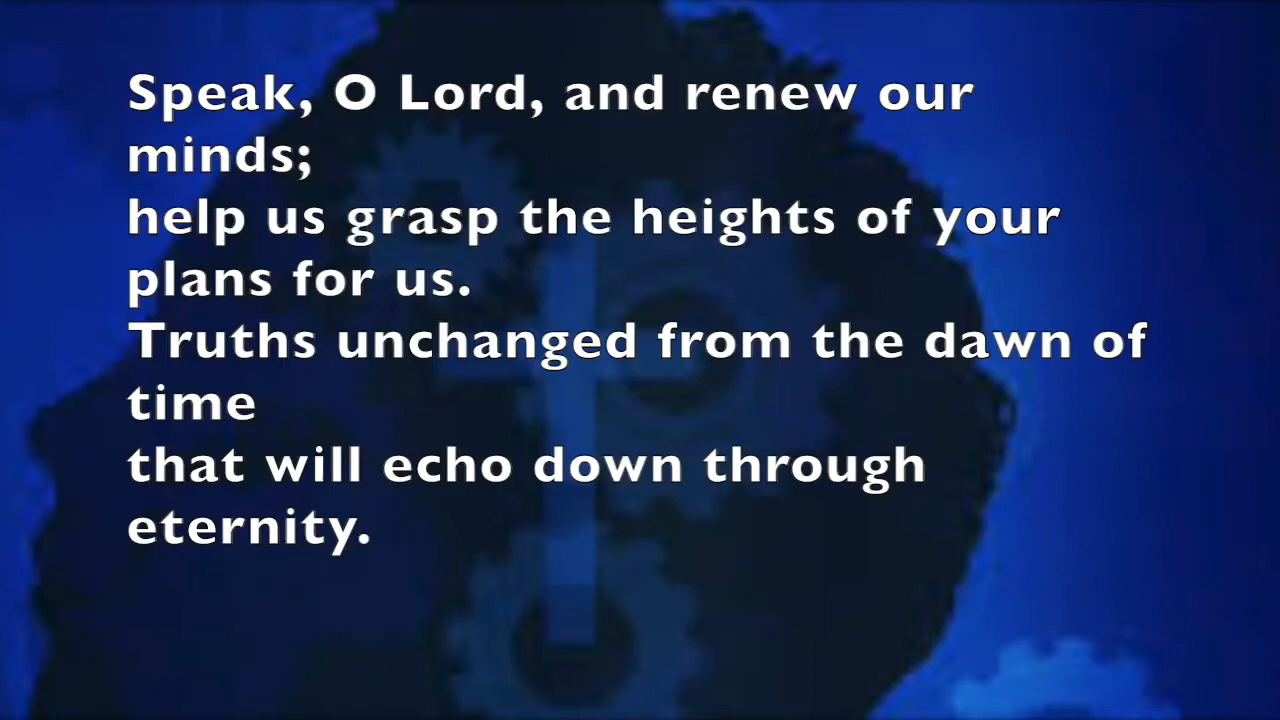 Speak, O Lord, and renew our
minds;
help us grasp the heights of your
plans for us.
Truths unchanged from the dawn of
time
that will echo down through
eternity.